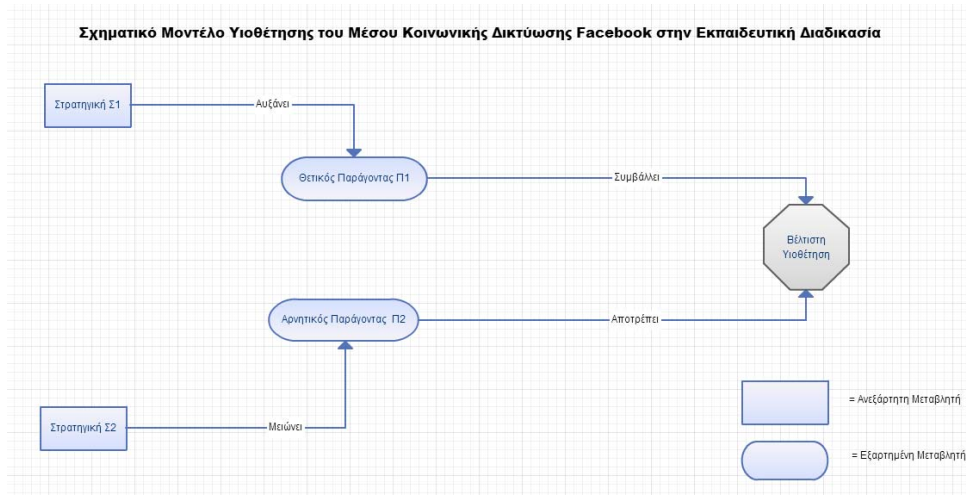 Σχηματικό Μοντέλο Υιοθέτησης του Μέσου Κοινωνικής Δικτύωσης Facebook στην Εκπαιδευτική Διαδικασία
Στρατηγική Σ1
Αυξάνει
Θετικός Παράγοντας Π1
Συμβάλλει
Βέλτιστη
Υιοθέτηση
Αρνητικός Παράγοντας Π2
Αποτρέπει
Στρατηγική Σ2
Μειώνει
= Ανεξάρτητη Μεταβλητή
= Εξαρτημένη Μεταβλητή